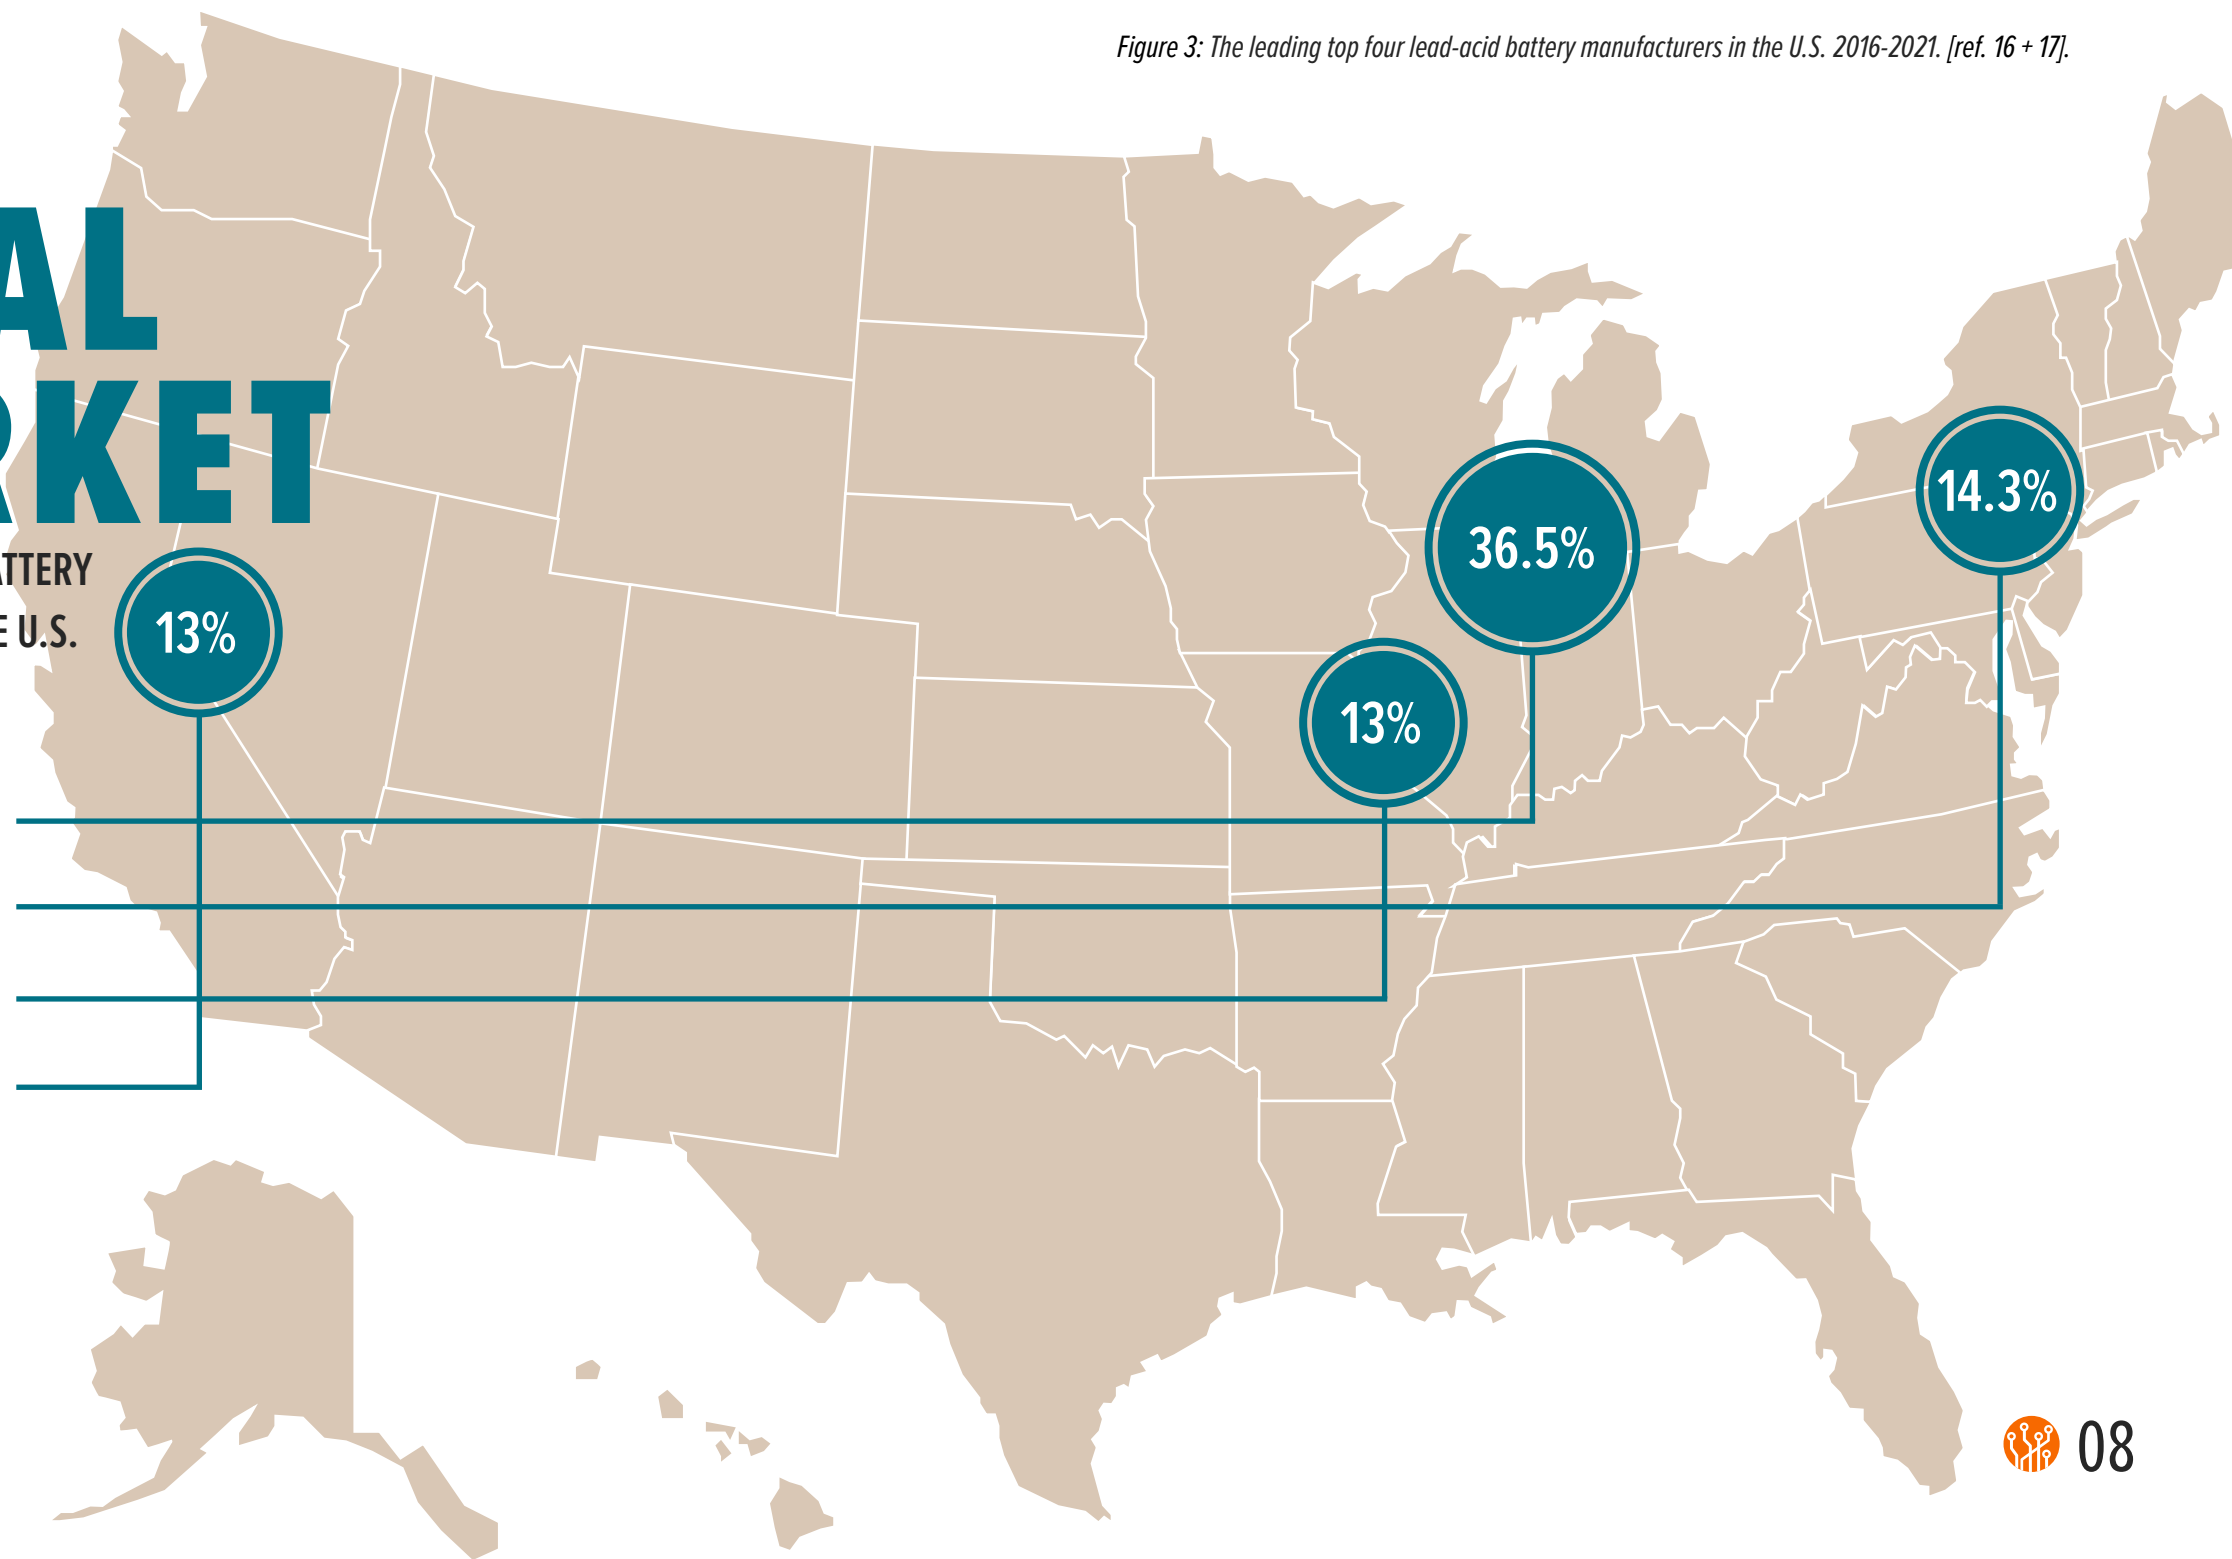 Figure 3: The leading top four lead-acid battery manufacturers in the U.S. 2016-2021. [ref. 16 + 17].
AL
RKET
ATTERY
E U.S.
13%
13%
36.5%
14.3%
08